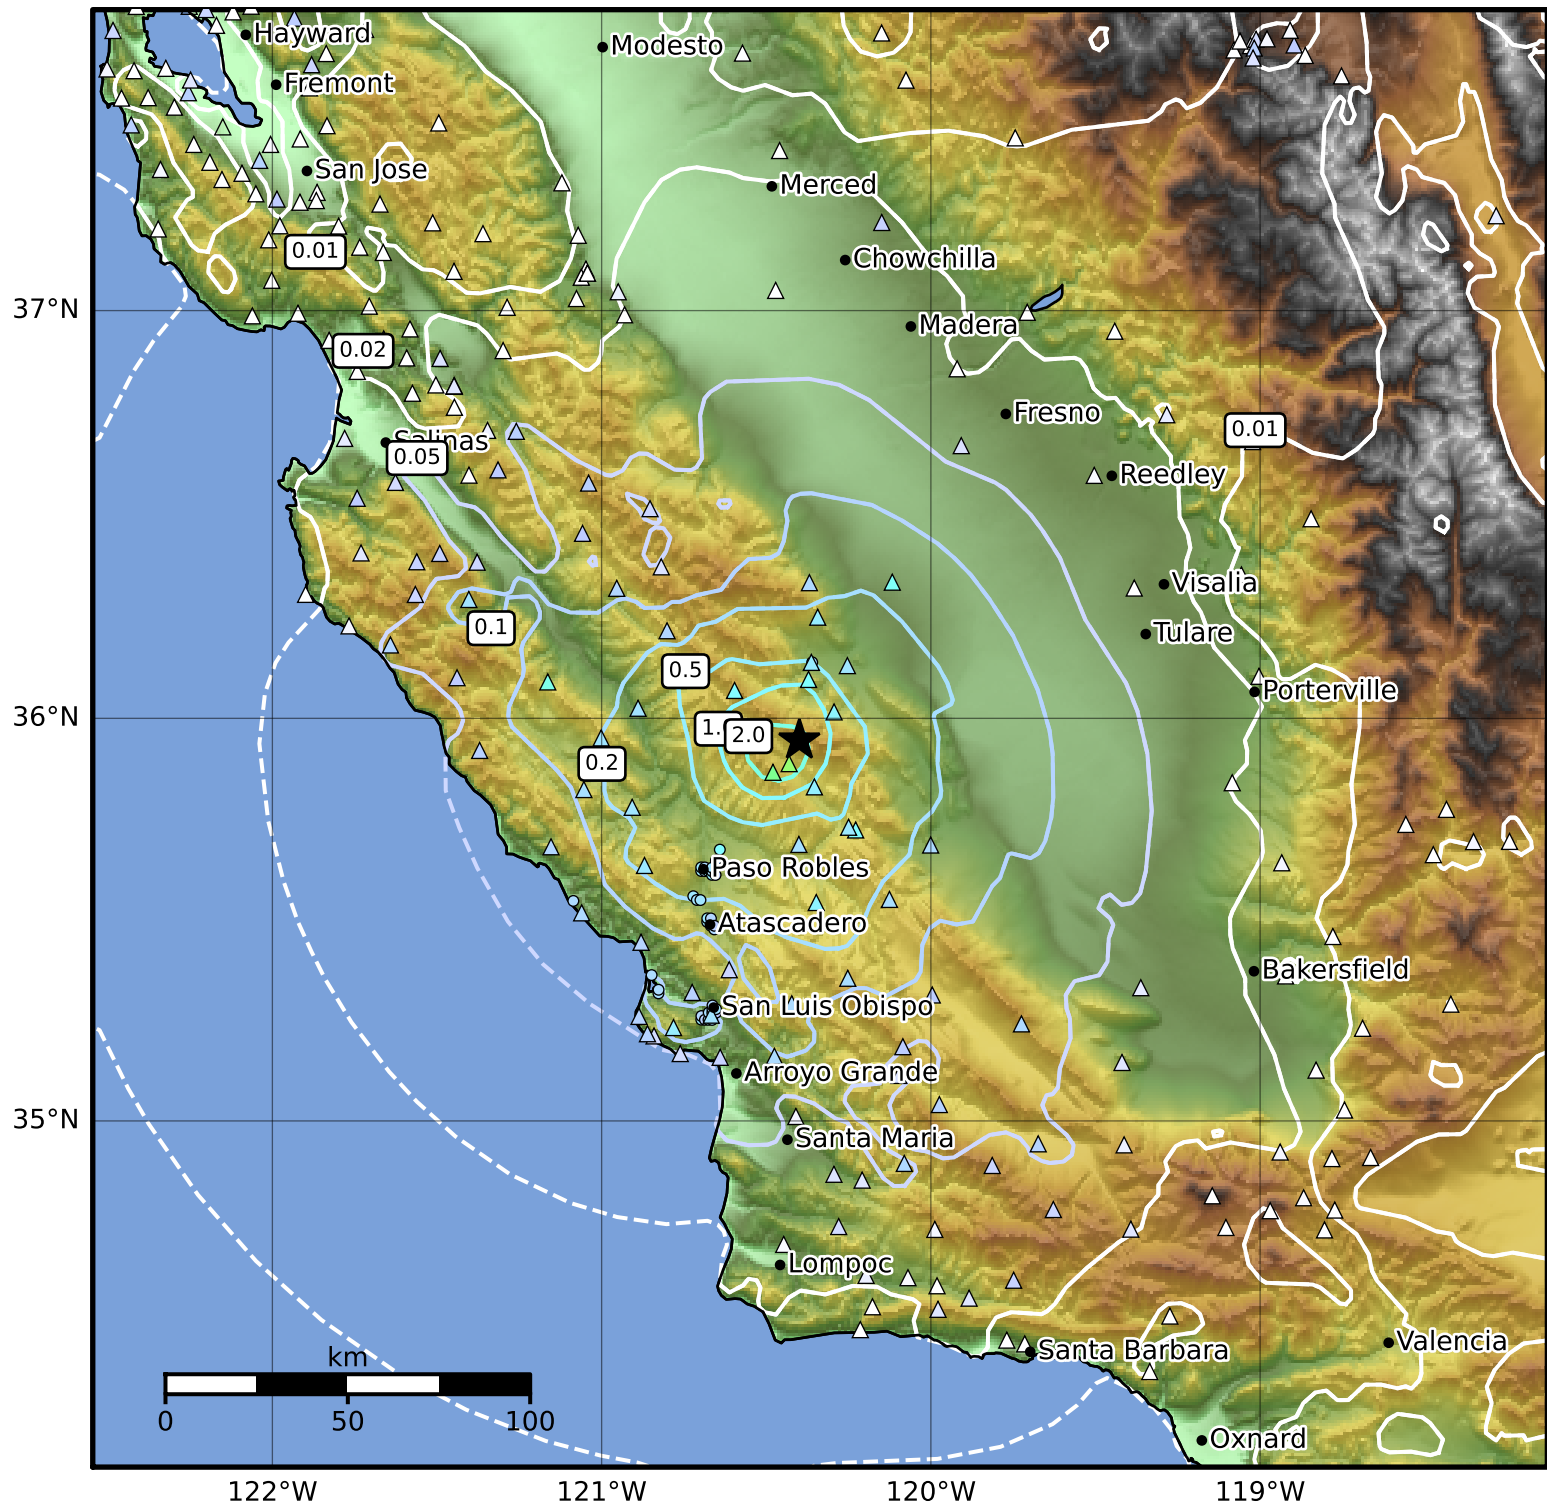 Hayward
Modesto
Fremont
San Jose
Merced
0.01
Chowchilla
37°N
Madera
0.02
Fresno
0.01
Salinas
0.05
Reedley
Visalia
0.1
Tulare
0.5
Porterville
36°N
1.
2.0
0.2
Paso Robles
Atascadero
Bakersfield
San Luis Obispo
Arroyo Grande
35°N
Santa Maria
Lompoc
Valencia
Santa Barbara
km
0 50 100
Oxnard
122°W 121°W 120°W 119°W